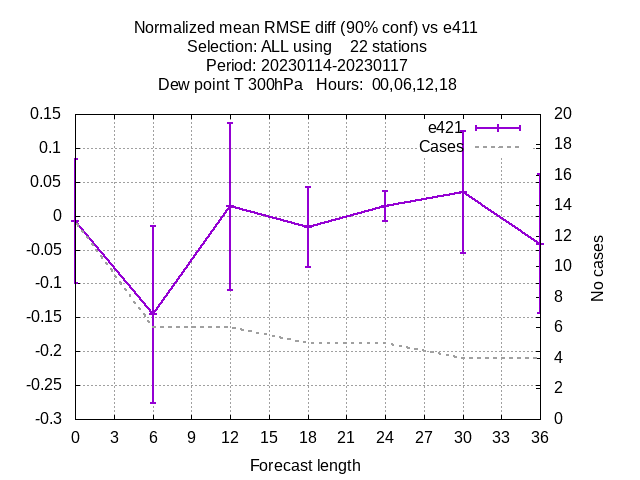 Normalized mean RMSE diff (90% conf) vs e411
Selection: ALL using 22 stations
Period: 20230114-20230117
Dew point T 300hPa Hours: 00,06,12,18
0.15
0.1
0.05
0
-0.05
-0.1
-0.15
-0.2
-0.25
-0.3
e421
Cases
20
18
16
14
12
10
8
6
4
2
0
No cases
0 3 6 9 12 15 18 21 24 27 30 33 36
Forecast length